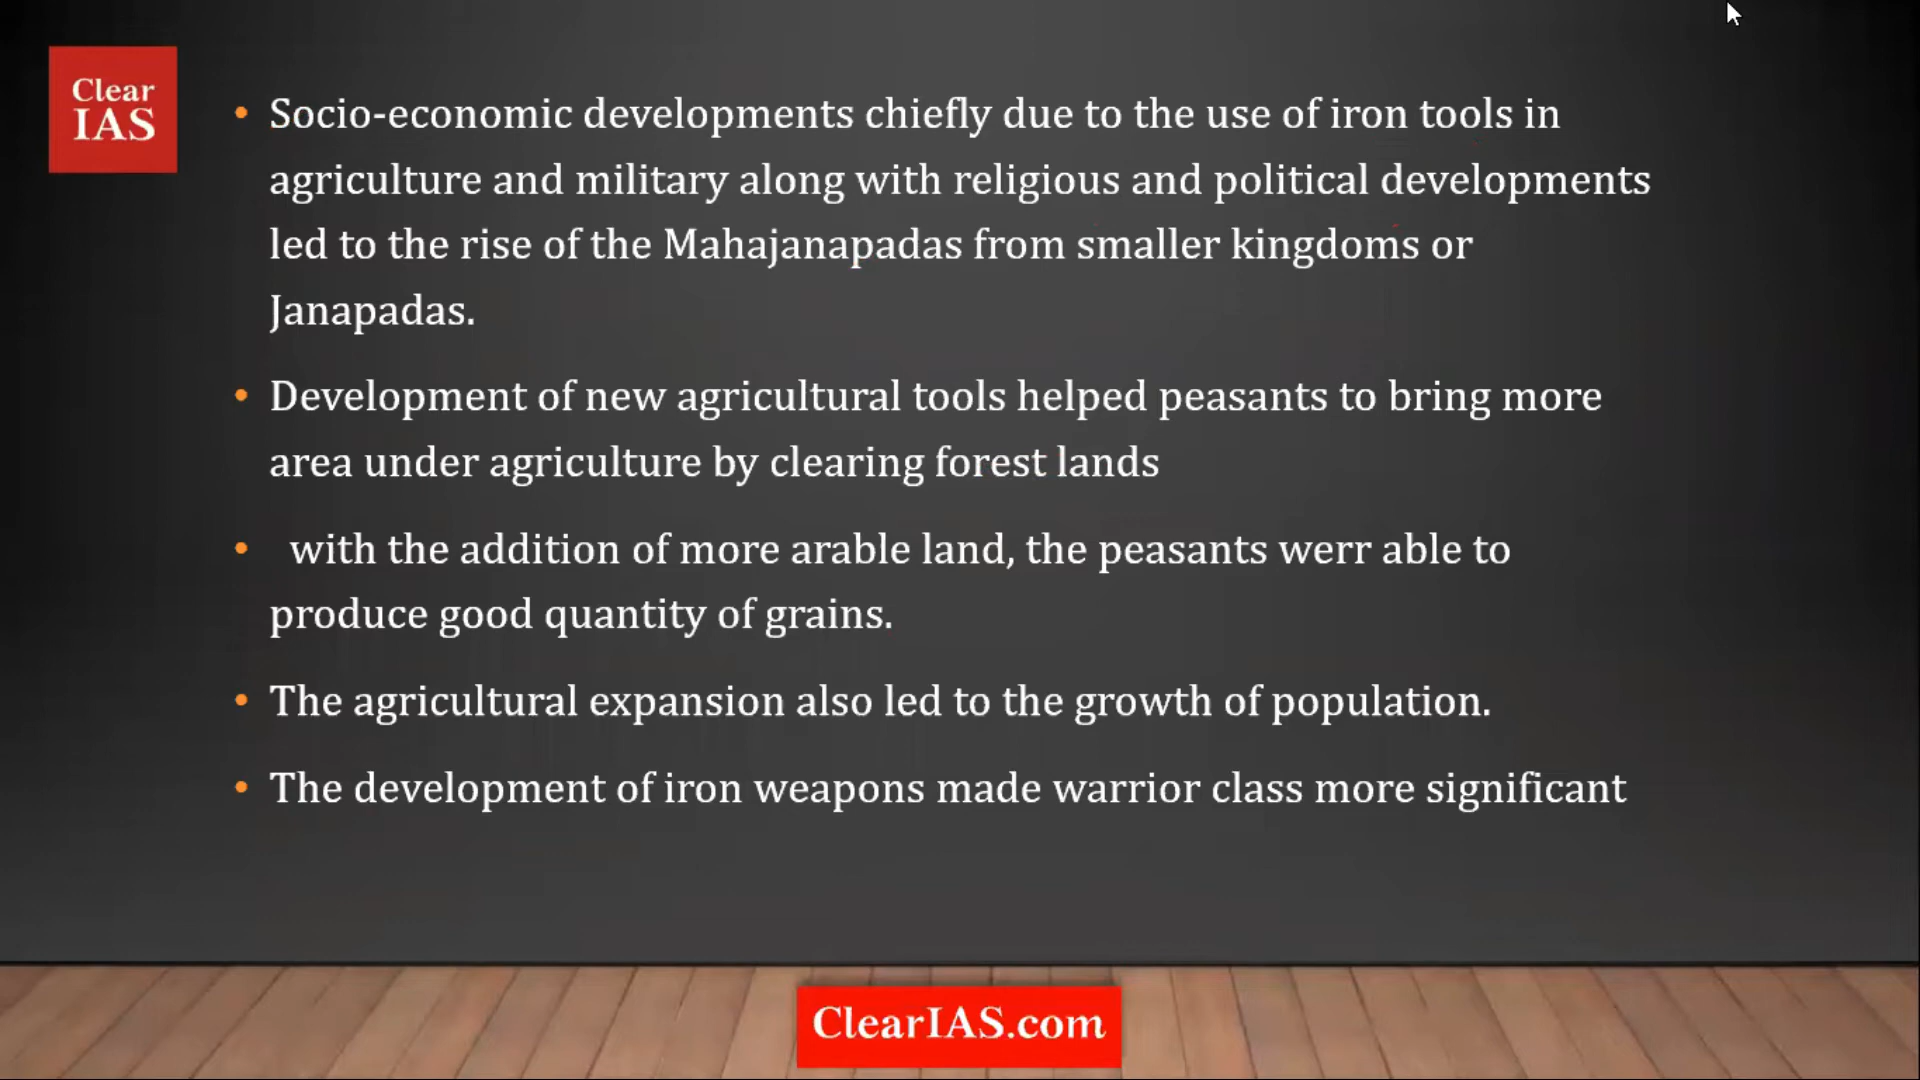 Clear
IAS
• Socio-economic developments chiefly due to the use of iron tools in
agriculture and military along with religious and political developments
led to the rise of the Mahajanapadas from smaller kingdoms or
Janapadas.
• Development of new agricultural tools helped peasants to bring more
area under agriculture by clearing forest lands
• with the addition of more arable land, the peasants werr able to
produce good quantity of grains.
• The agricultural expansion also led to the growth of population.
• The development of iron weapons made warrior class more significant
ClearIAS.com